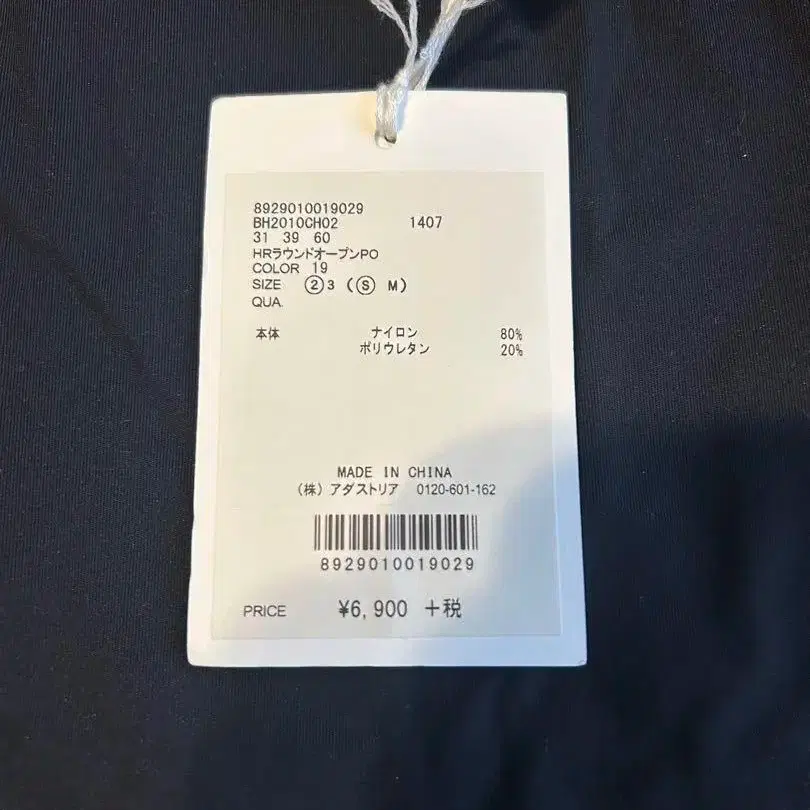 8929010019029
BH2010CH02 1407
31 39 60
HRラウンドオープンPO
COLOR 19
SIZE ②3 (Ⓢ M)
QUA.
本体 ナイロン 80%
ポリウレタン 20%
MADE IN CHINA
(株) アダストリア 0120-601-162
8929010019029
PRICE ¥6,900 +税